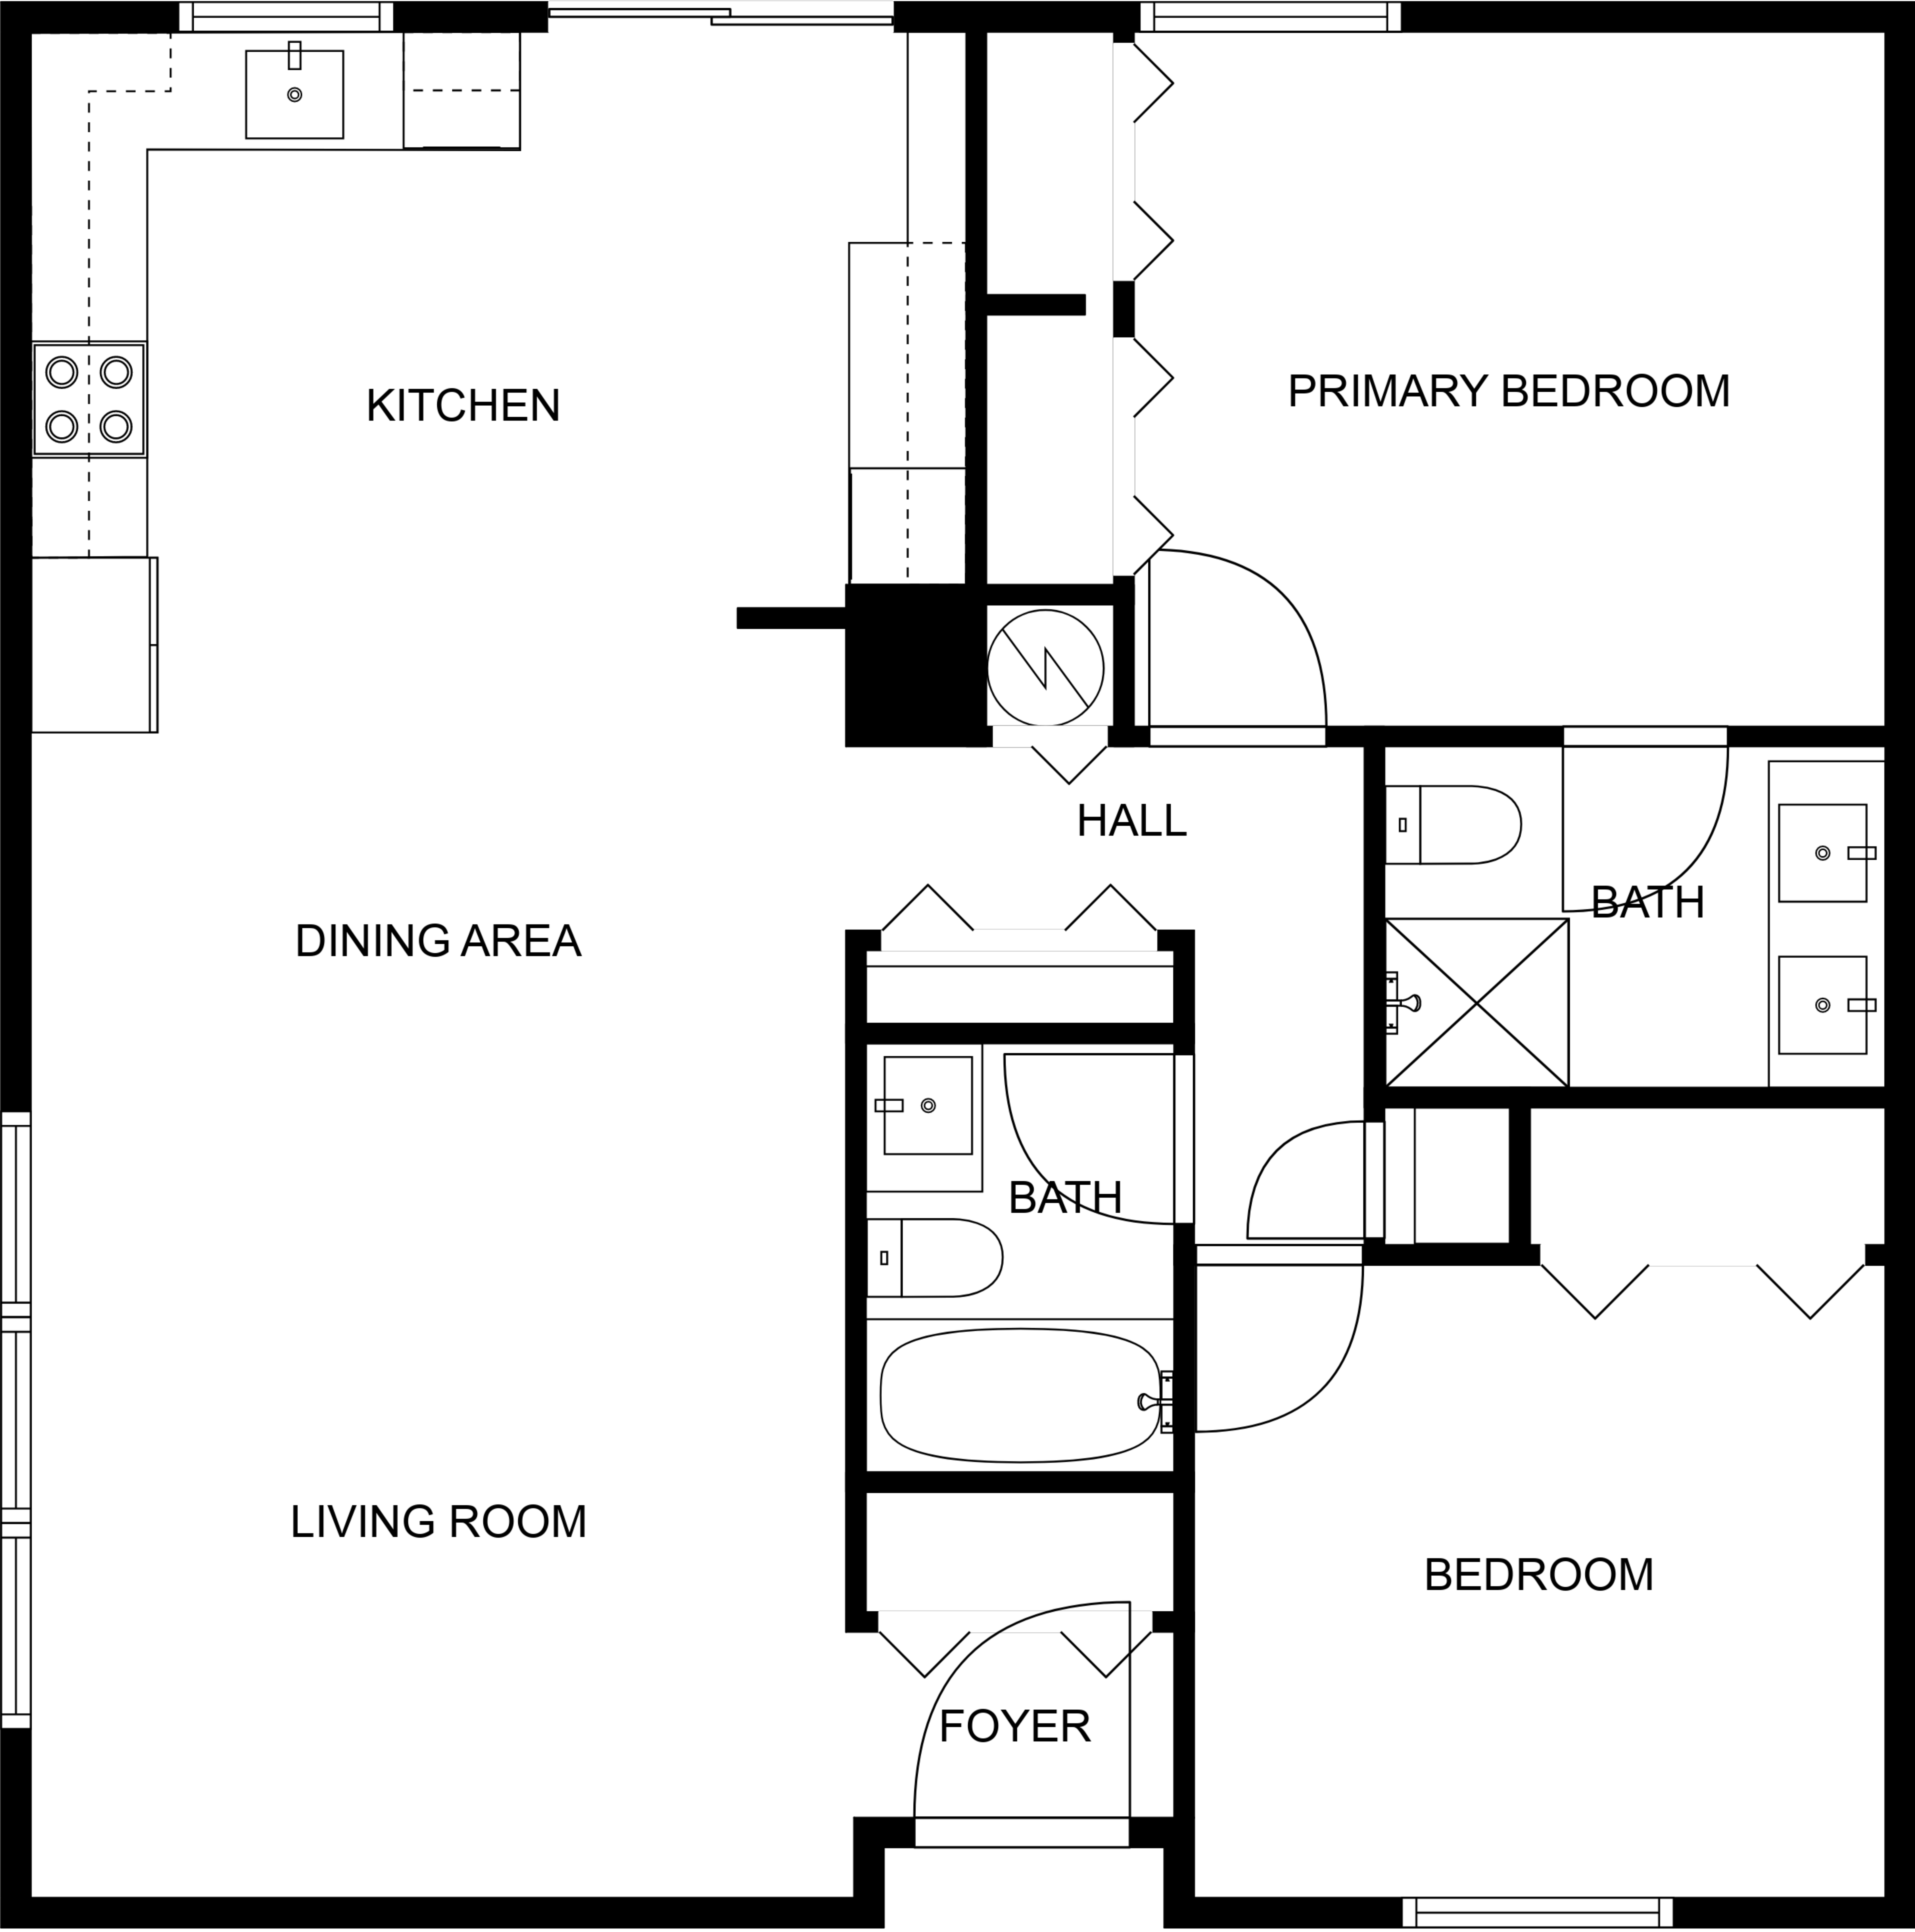 PRIMARY BEDROOM
KITCHEN
HALL
BATH
DINING AREA
BATH
LIVING ROOM
BEDROOM
FOYER